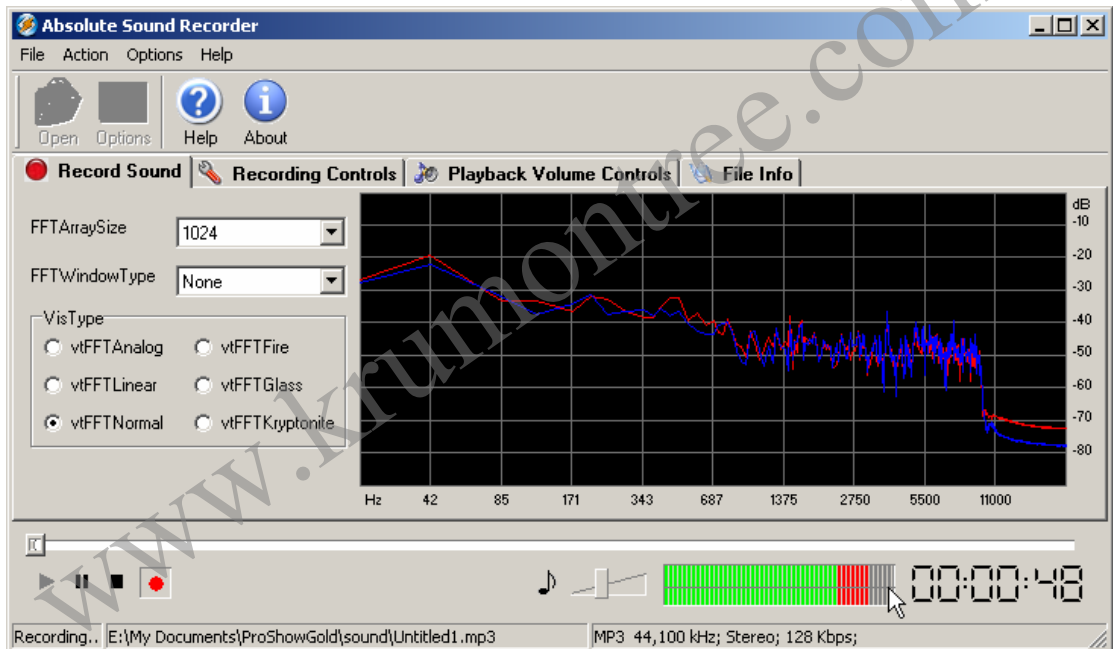 Absolute Sound Recorder
File Action Options Help
Open Options Help About
Record Sound Recording Controls Playback Volume Controls File Info
FFTArraySize 1024
FFTWindowType None
VisType
vtFFTAnalog vtFFTFire
vtFFTLinear vtFFTGlass
vtFFTNormal vtFFTKryptonite
dB
-10
-20
-30
-40
-50
-60
-70
-80
Hz 42 85 171 343 687 1375 2750 5500 11000
00:00:48
Recording.. E:\My Documents\ProShowGold\sound\Untitled1.mp3 MP3 44,100 kHz; Stereo; 128 Kbps;
www.krumontree.com